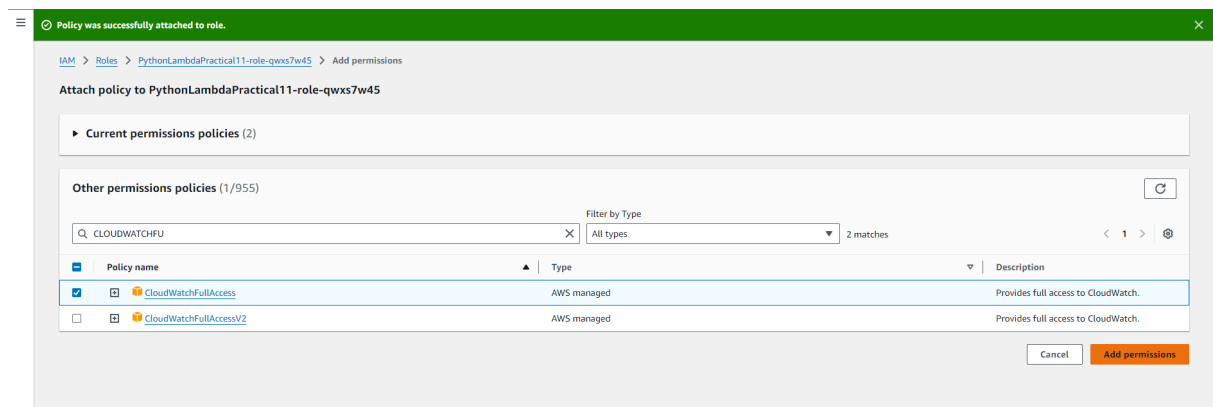 Policy was successfully attached to role.
IAM > Roles > PythonLambdaPractical11-role-qwxs7w45 > Add permissions
Attach policy to PythonLambdaPractical11-role-qwxs7w45
Current permissions policies (2)
Other permissions policies (1/955)
Filter by Type
CLOUDWATCHFU All types 2 matches 1
Policy name Type Description
CloudWatchFullAccess AWS managed Provides full access to CloudWatch.
CloudWatchFullAccessV2 AWS managed Provides full access to CloudWatch.
Cancel Add permissions